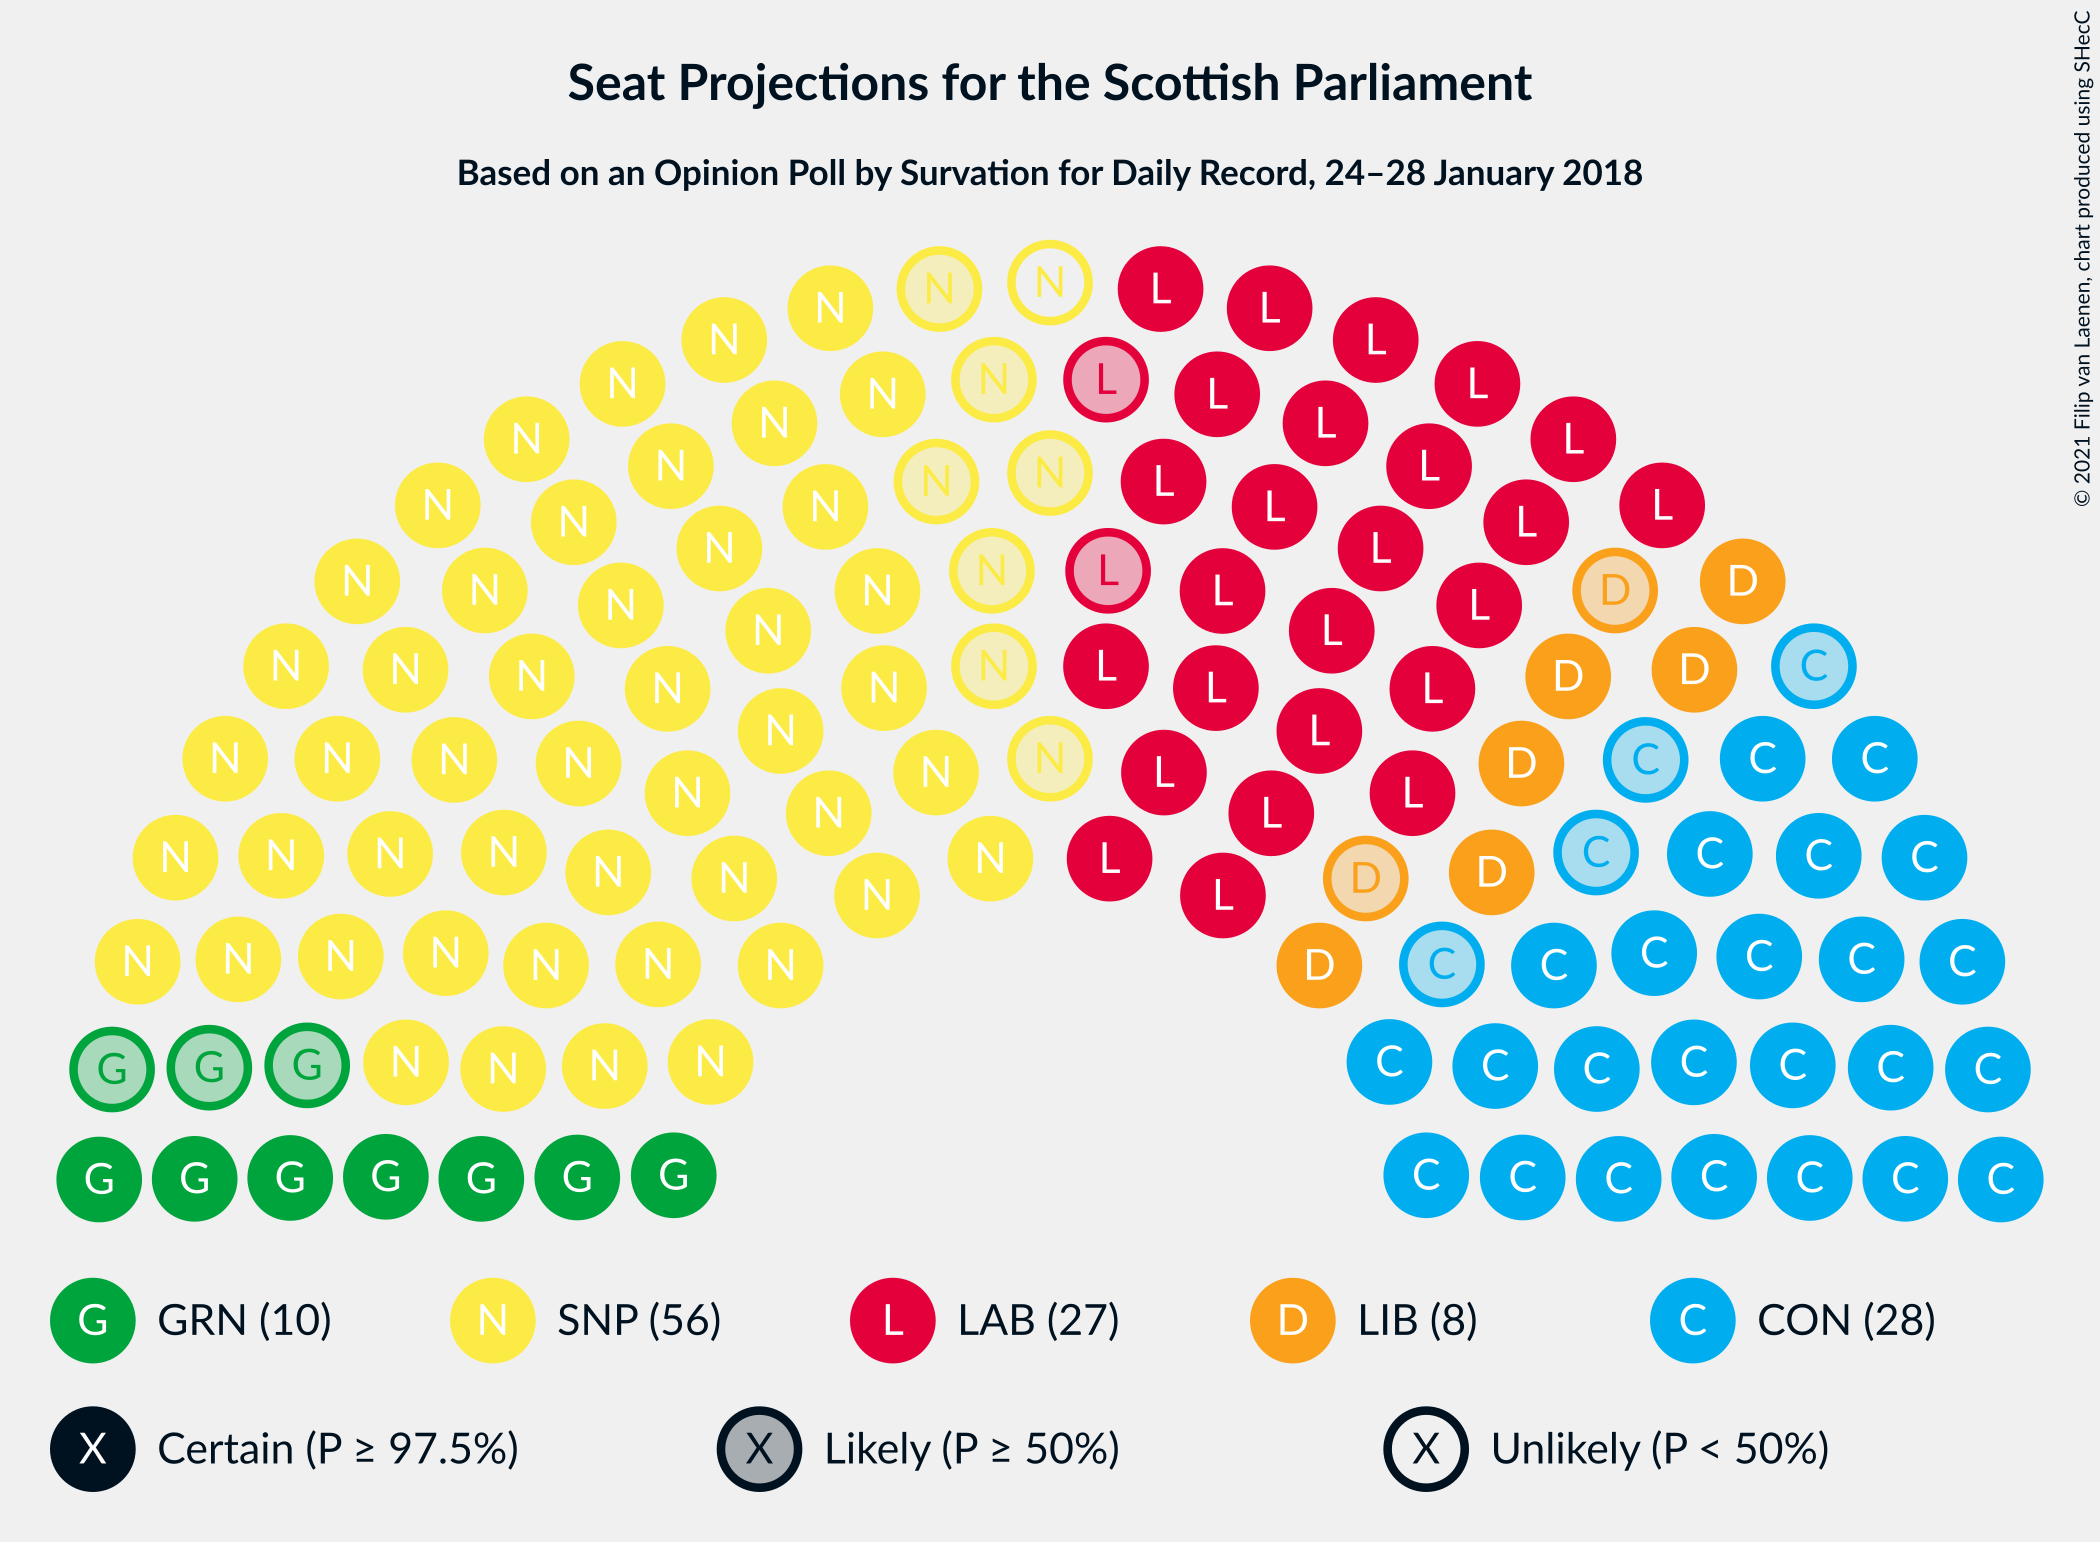 Seat Projections for the Scottish Parliament
Based on an Opinion Poll by Survation for Daily Record, 24–28 January 2018
© 2021 Filip van Laenen, chart produced using SHecC
N N L L
N N L
N N N L L
N N L
N N N L L
N N L L
N N N L L L
N N L L
N N N L L L
N N L D D
N N N L L
N N N L L D C
N N N L L L D D
N N N N L L D C C C
N N N L L
N N N N N L D C C C C
N N N N L D D
N N N N N N N D C C C C C C
G G G N N N N C C C C C C C
G G G G G G G C C C C C C C
G GRN (10) N SNP (56) L LAB (27) D LIB (8) C CON (28)
X Certain (P ≥ 97.5%) X Likely (P ≥ 50%) X Unlikely (P < 50%)